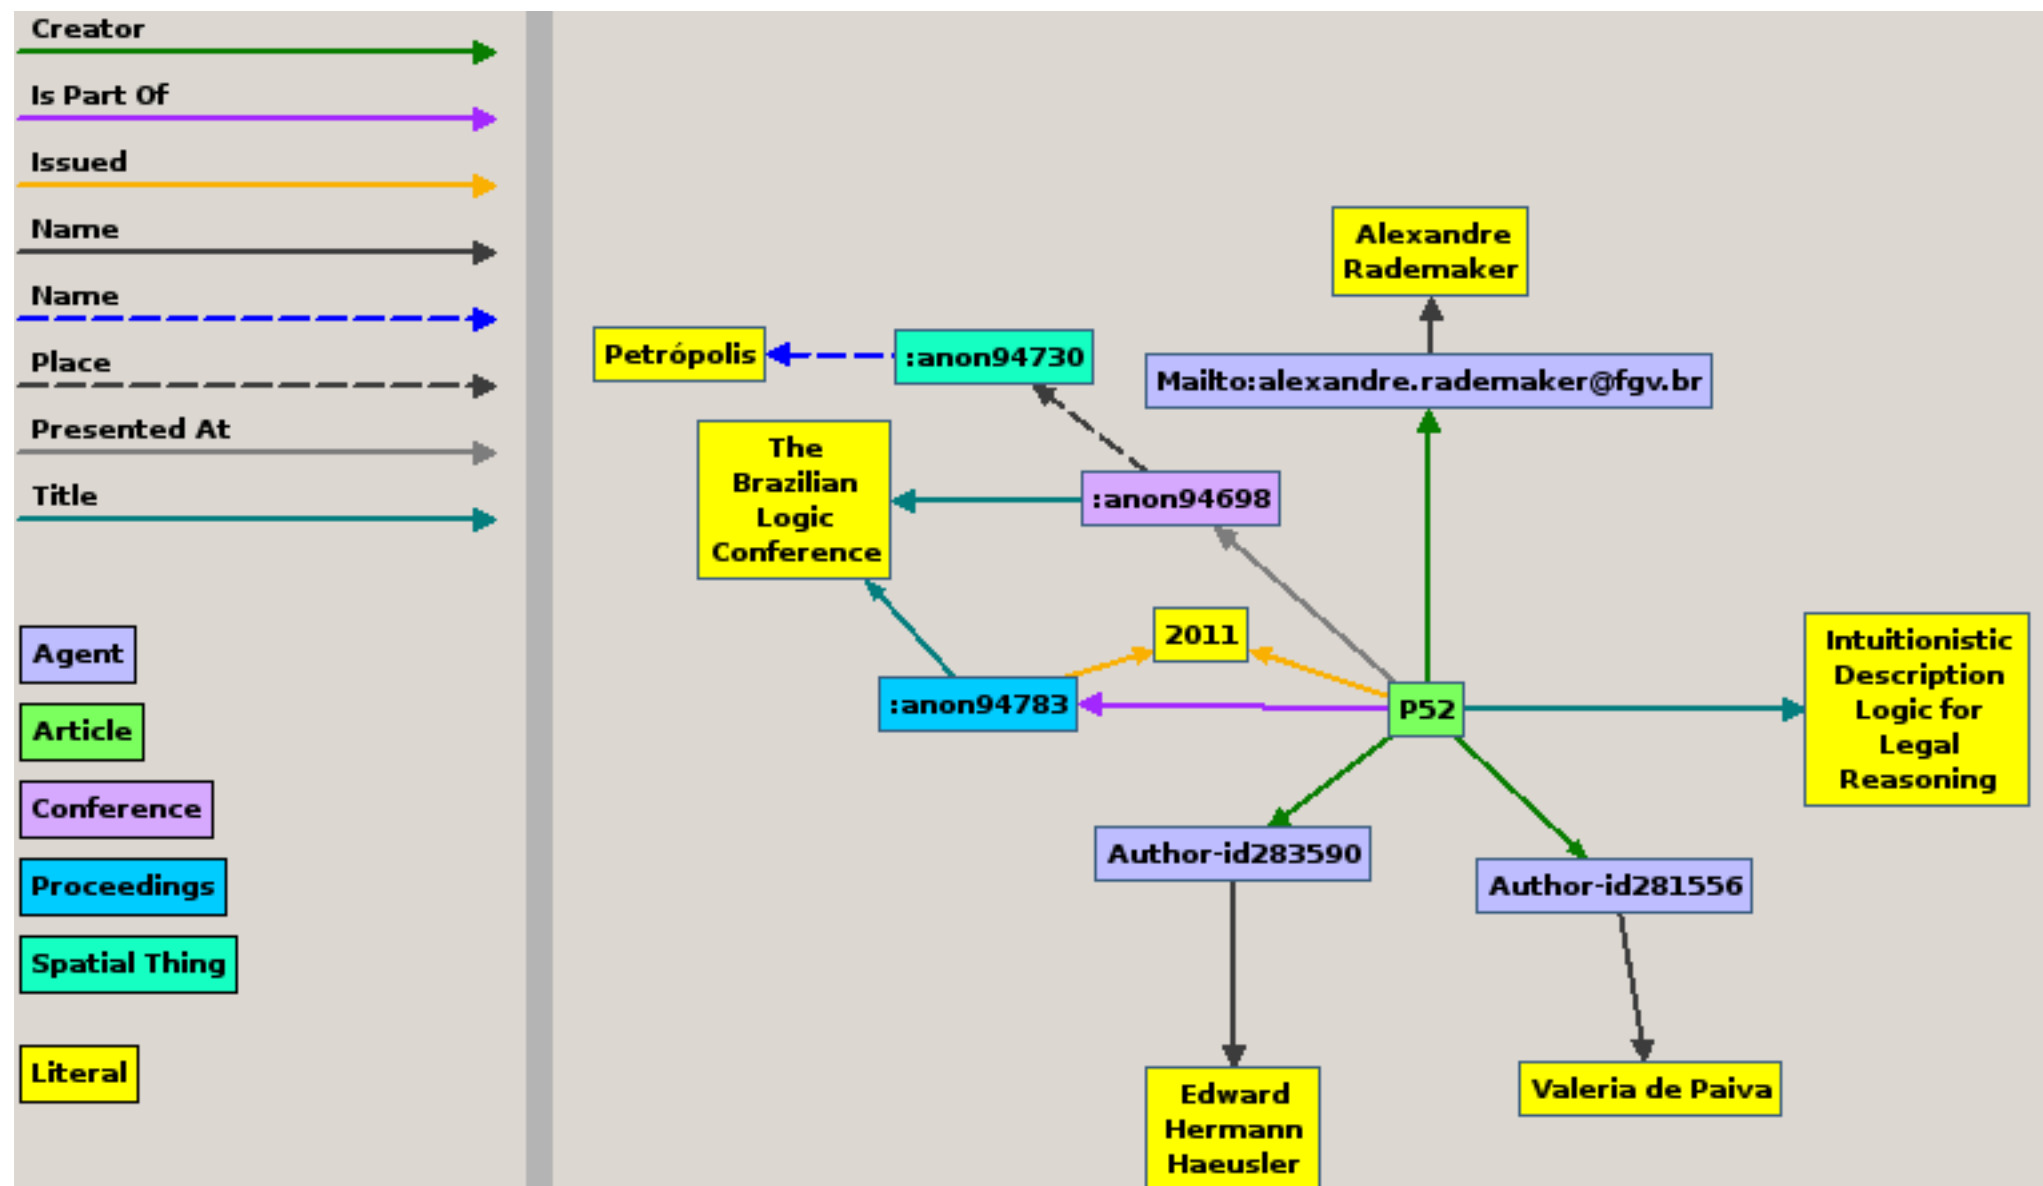 Creator
Is Part Of
Issued
Name
Name
Place
Presented At
Title
Agent
Article
Conference
Proceedings
Spatial Thing
Literal
Alexandre
Rademaker
Petrópolis
:anon94730
Mailto:alexandre.rademaker@fgv.br
The
Brazilian
Logic
Conference
:anon94698
2011
:anon94783
P52
Intuitionistic
Description
Logic for
Legal
Reasoning
Author-id283590
Author-id281556
Edward
Hermann
Haeusler
Valeria de Paiva